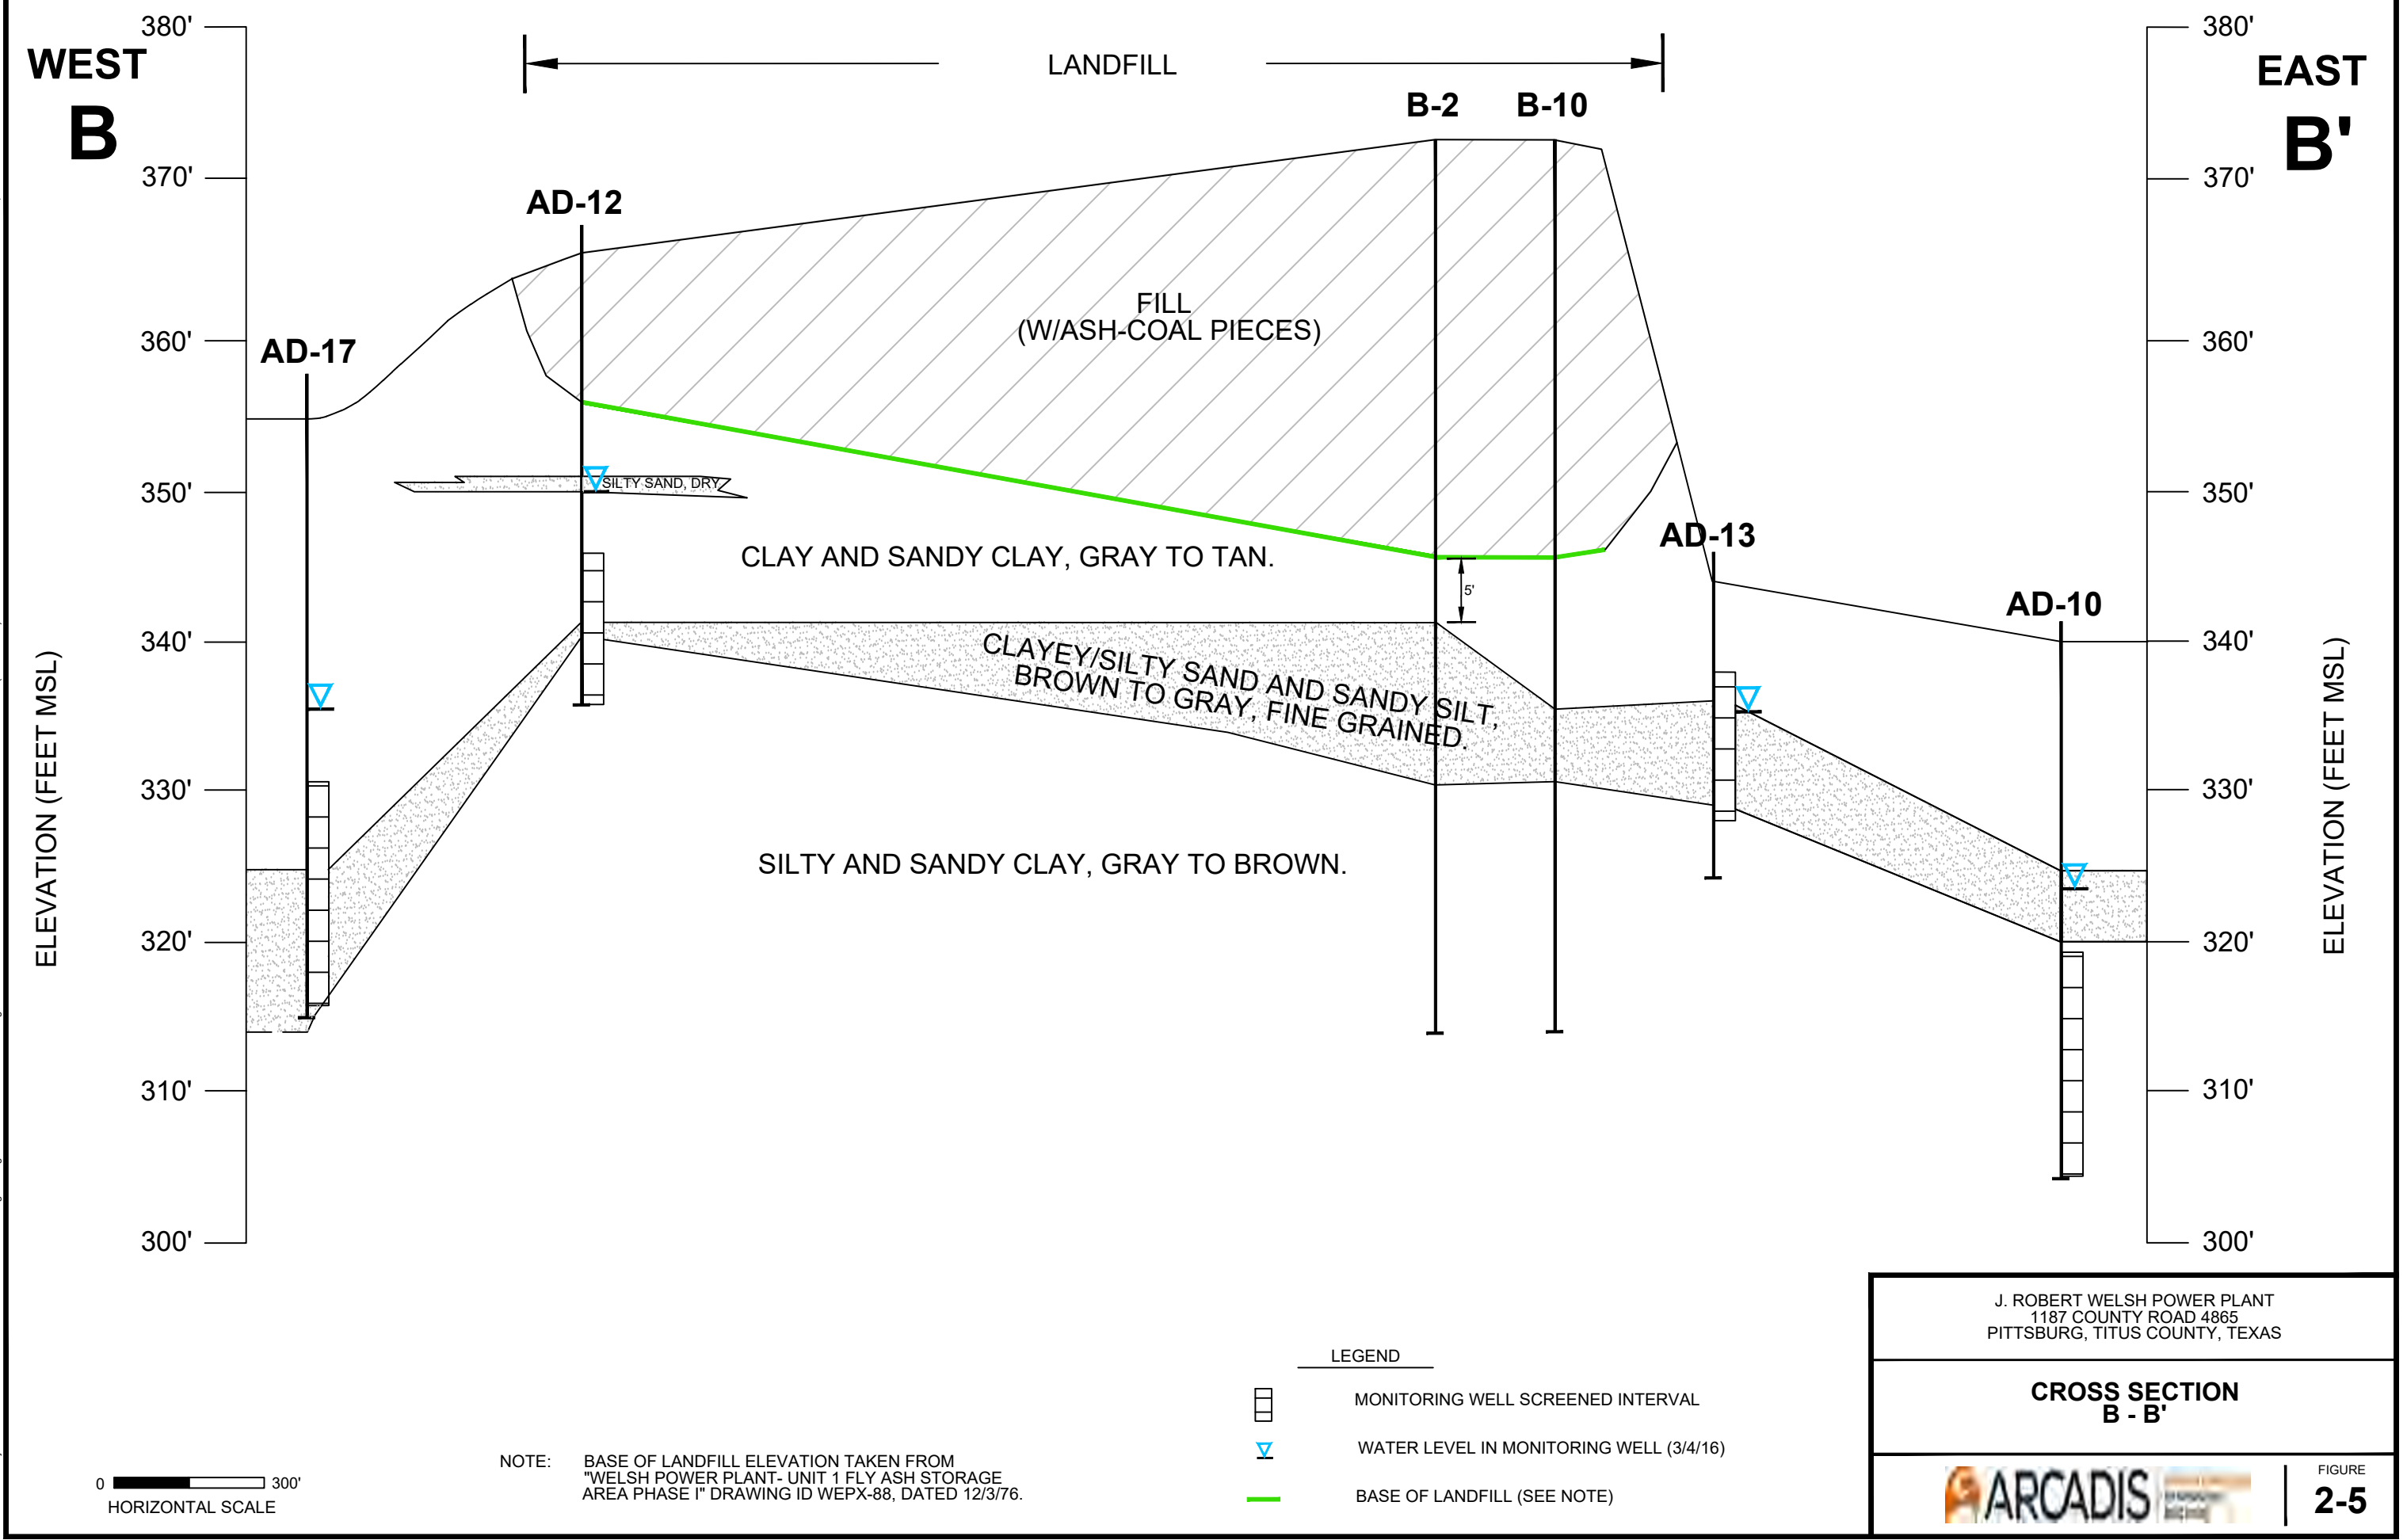 380'
WEST
B
LANDFILL
380'
EAST
B'
B-2
B-10
370'
370'
AD-12
FILL
(W/ASH-COAL PIECES)
360'
360'
AD-17
350'
SILTY SAND, DRY
350'
AD-13
CLAY AND SANDY CLAY, GRAY TO TAN.
5'
AD-10
340'
340'
CLAYEY/SILTY SAND AND SANDY SILT,
BROWN TO GRAY, FINE GRAINED.
ELEVATION (FEET MSL)
ELEVATION (FEET MSL)
330'
330'
SILTY AND SANDY CLAY, GRAY TO BROWN.
320'
320'
310'
310'
300'
300'
J. ROBERT WELSH POWER PLANT
1187 COUNTY ROAD 4865
PITTSBURG, TITUS COUNTY, TEXAS
LEGEND
MONITORING WELL SCREENED INTERVAL
WATER LEVEL IN MONITORING WELL (3/4/16)
BASE OF LANDFILL (SEE NOTE)
CROSS SECTION
B - B'
NOTE: BASE OF LANDFILL ELEVATION TAKEN FROM
"WELSH POWER PLANT- UNIT 1 FLY ASH STORAGE
AREA PHASE I" DRAWING ID WEPX-88, DATED 12/3/76.
0 300'
HORIZONTAL SCALE
ARCADIS
FIGURE
2-5